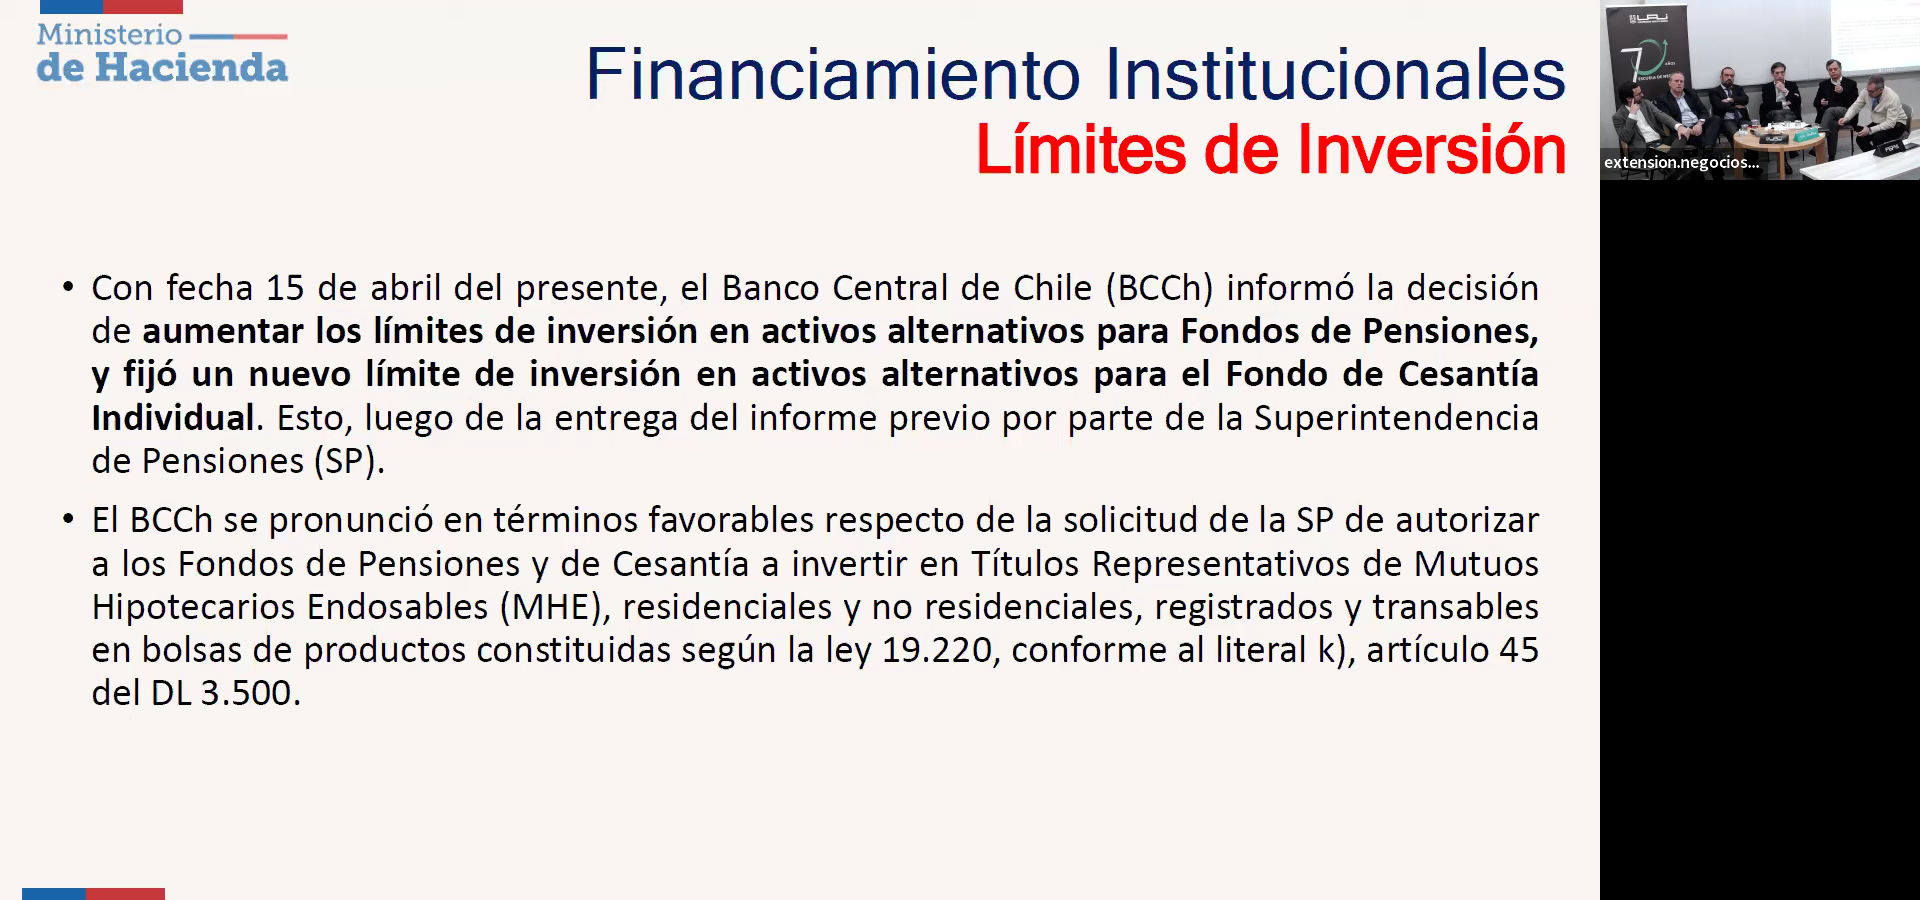 Ministerio
de Hacienda
Financiamiento Institucionales
Límites de Inversión
• Con fecha 15 de abril del presente, el Banco Central de Chile (BCCh) informó la decisión
de aumentar los límites de inversión en activos alternativos para Fondos de Pensiones,
y fijó un nuevo límite de inversión en activos alternativos para el Fondo de Cesantía
Individual. Esto, luego de la entrega del informe previo por parte de la Superintendencia
de Pensiones (SP).
• El BCCh se pronunció en términos favorables respecto de la solicitud de la SP de autorizar
a los Fondos de Pensiones y de Cesantía a invertir en Títulos Representativos de Mutuos
Hipotecarios Endosables (MHE), residenciales y no residenciales, registrados y transables
en bolsas de productos constituidas según la ley 19.220, conforme al literal k), artículo 45
del DL 3.500.
UAI
70
AÑOS
extension.negocios...